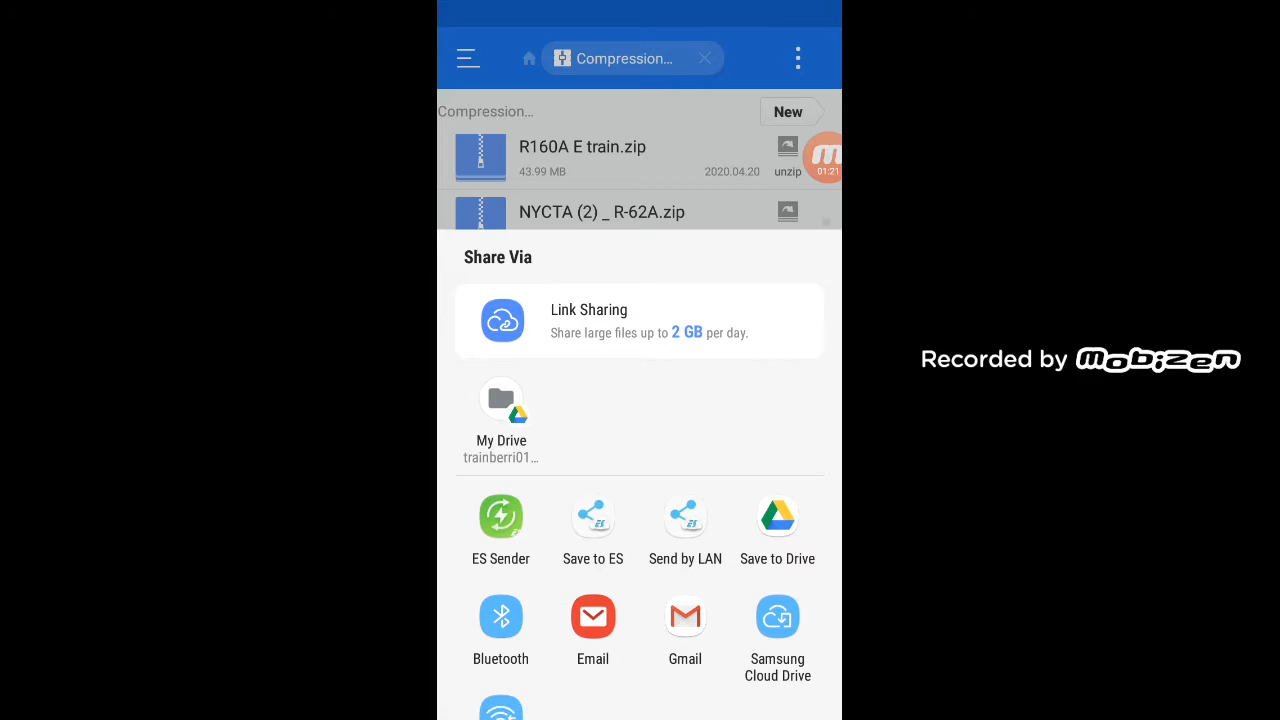 Compression…
Compression…
New
R160A E train.zip
43.99 MB
2020.04.20
unzip
01:21
NYCTA (2) _ R-62A.zip
Share Via
Link Sharing
Share large files up to 2 GB per day.
My Drive
trainberri01…
ES Sender
Save to ES
Send by LAN
Save to Drive
Bluetooth
Email
Gmail
Samsung
Cloud Drive
Recorded by mobizen